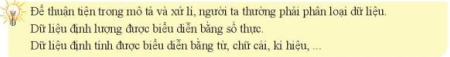 Để thuận tiện trong mô tả và xử lí, người ta thường phải phân loại dữ liệu.
Dữ liệu định lượng được biểu diễn bằng số thực.
Dữ liệu định tính được biểu diễn bằng từ, chữ cái, kí hiệu, ...